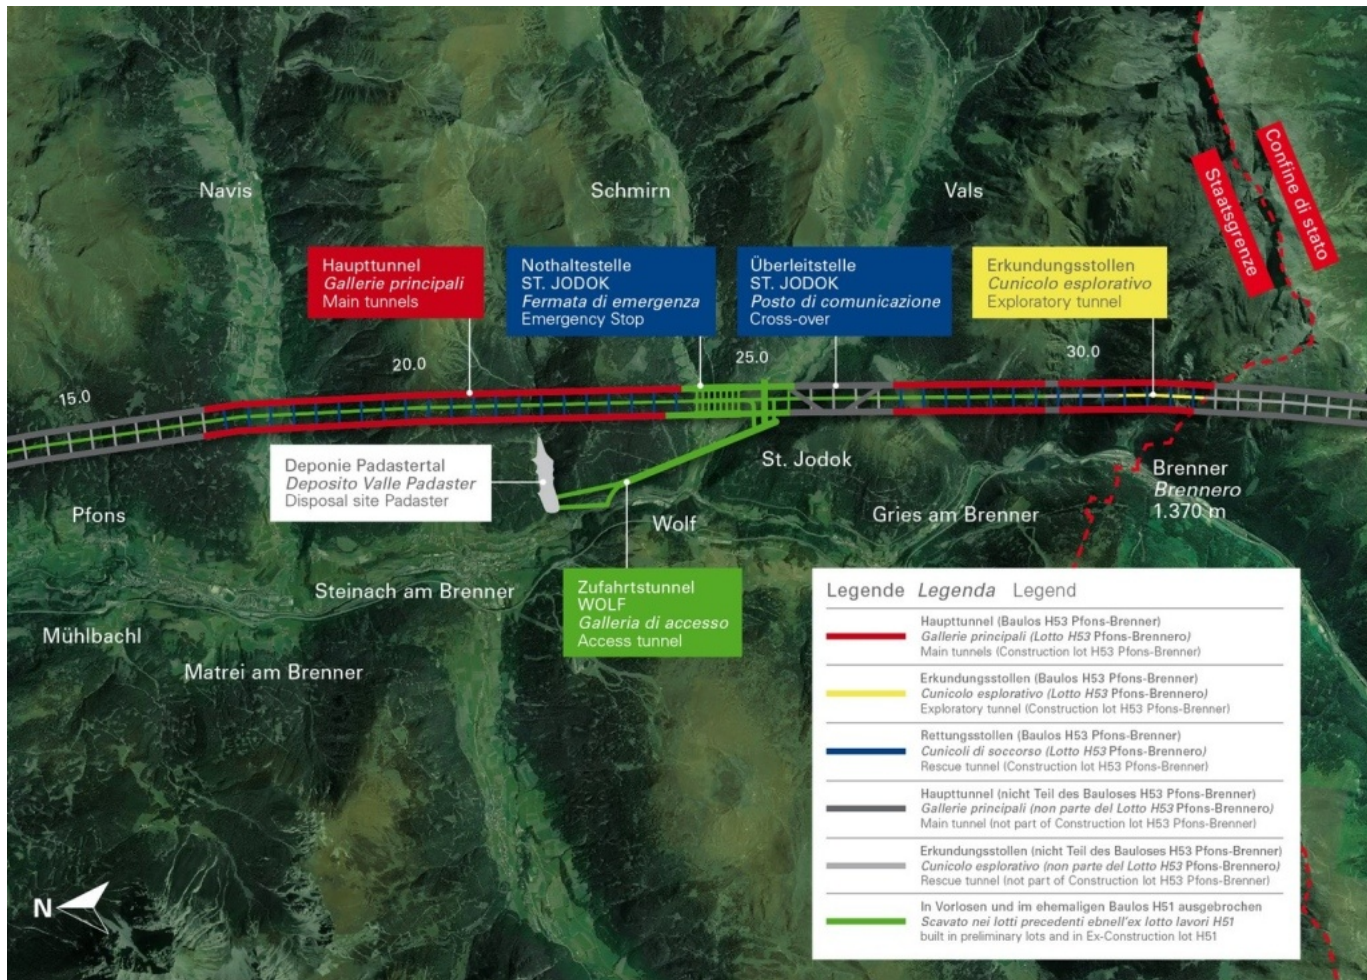 Navis
Schmirn
Vals
Staatsgrenze
Confine di stato
Haupttunnel
Gallerie principali
Main tunnels
Nothaltestelle
ST. JODOK
Fermata di emergenza
Emergency Stop
Überleitstelle
ST. JODOK
Posto di comunicazione
Cross-over
Erkundungsstollen
Cunicolo esplorativo
Exploratory tunnel
15.0
20.0
25.0
30.0
Deponie Padastertal
Deposito Valle Padaster
Disposal site Padaster
St. Jodok
Brenner
Brennero
1.370 m
Pfons
Wolf
Gries am Brenner
Steinach am Brenner
Zufahrtstunnel
WOLF
Galleria di accesso
Access tunnel
Mühlbachl
Matrei am Brenner
N
Legende Legenda Legend
Haupttunnel (Baulos H53 Pfons-Brenner)
Gallerie principali (Lotto H53 Pfons-Brennero)
Main tunnels (Construction lot H53 Pfons-Brenner)
Erkundungsstollen (Baulos H53 Pfons-Brenner)
Cunicolo esplorativo (Lotto H53 Pfons-Brennero)
Exploratory tunnel (Construction lot H53 Pfons-Brenner)
Rettungsstollen (Baulos H53 Pfons-Brenner)
Cunicoli di soccorso (Lotto H53 Pfons-Brennero)
Rescue tunnel (Construction lot H53 Pfons-Brenner)
Haupttunnel (nicht Teil des Bauloses H53 Pfons-Brenner)
Gallerie principali (non parte del Lotto H53 Pfons-Brennero)
Main tunnel (not part of Construction lot H53 Pfons-Brenner)
Erkundungsstollen (nicht Teil des Bauloses H53 Pfons-Brenner)
Cunicolo esplorativo (non parte del Lotto H53 Pfons-Brennero)
Rescue tunnel (not part of Construction lot H53 Pfons-Brenner)
In Vorlosen und im ehemaligen Baulos H51 ausgebrochen
Scavato nei lotti precedenti ebnell'ex lotto lavori H51
built in preliminary lots and in Ex-Construction lot H51